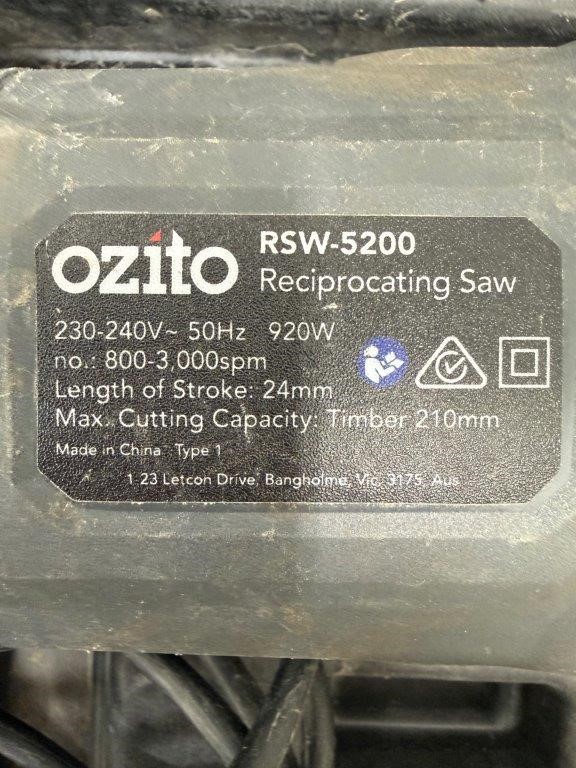 ozito
RSW-5200
Reciprocating Saw
230-240V~ 50Hz 920W
no.: 800-3,000spm
Length of Stroke: 24mm
Max. Cutting Capacity: Timber 210mm
Made in China Type 1
1 23 Letcon Drive, Bangholme, Vic, 3175, Aus